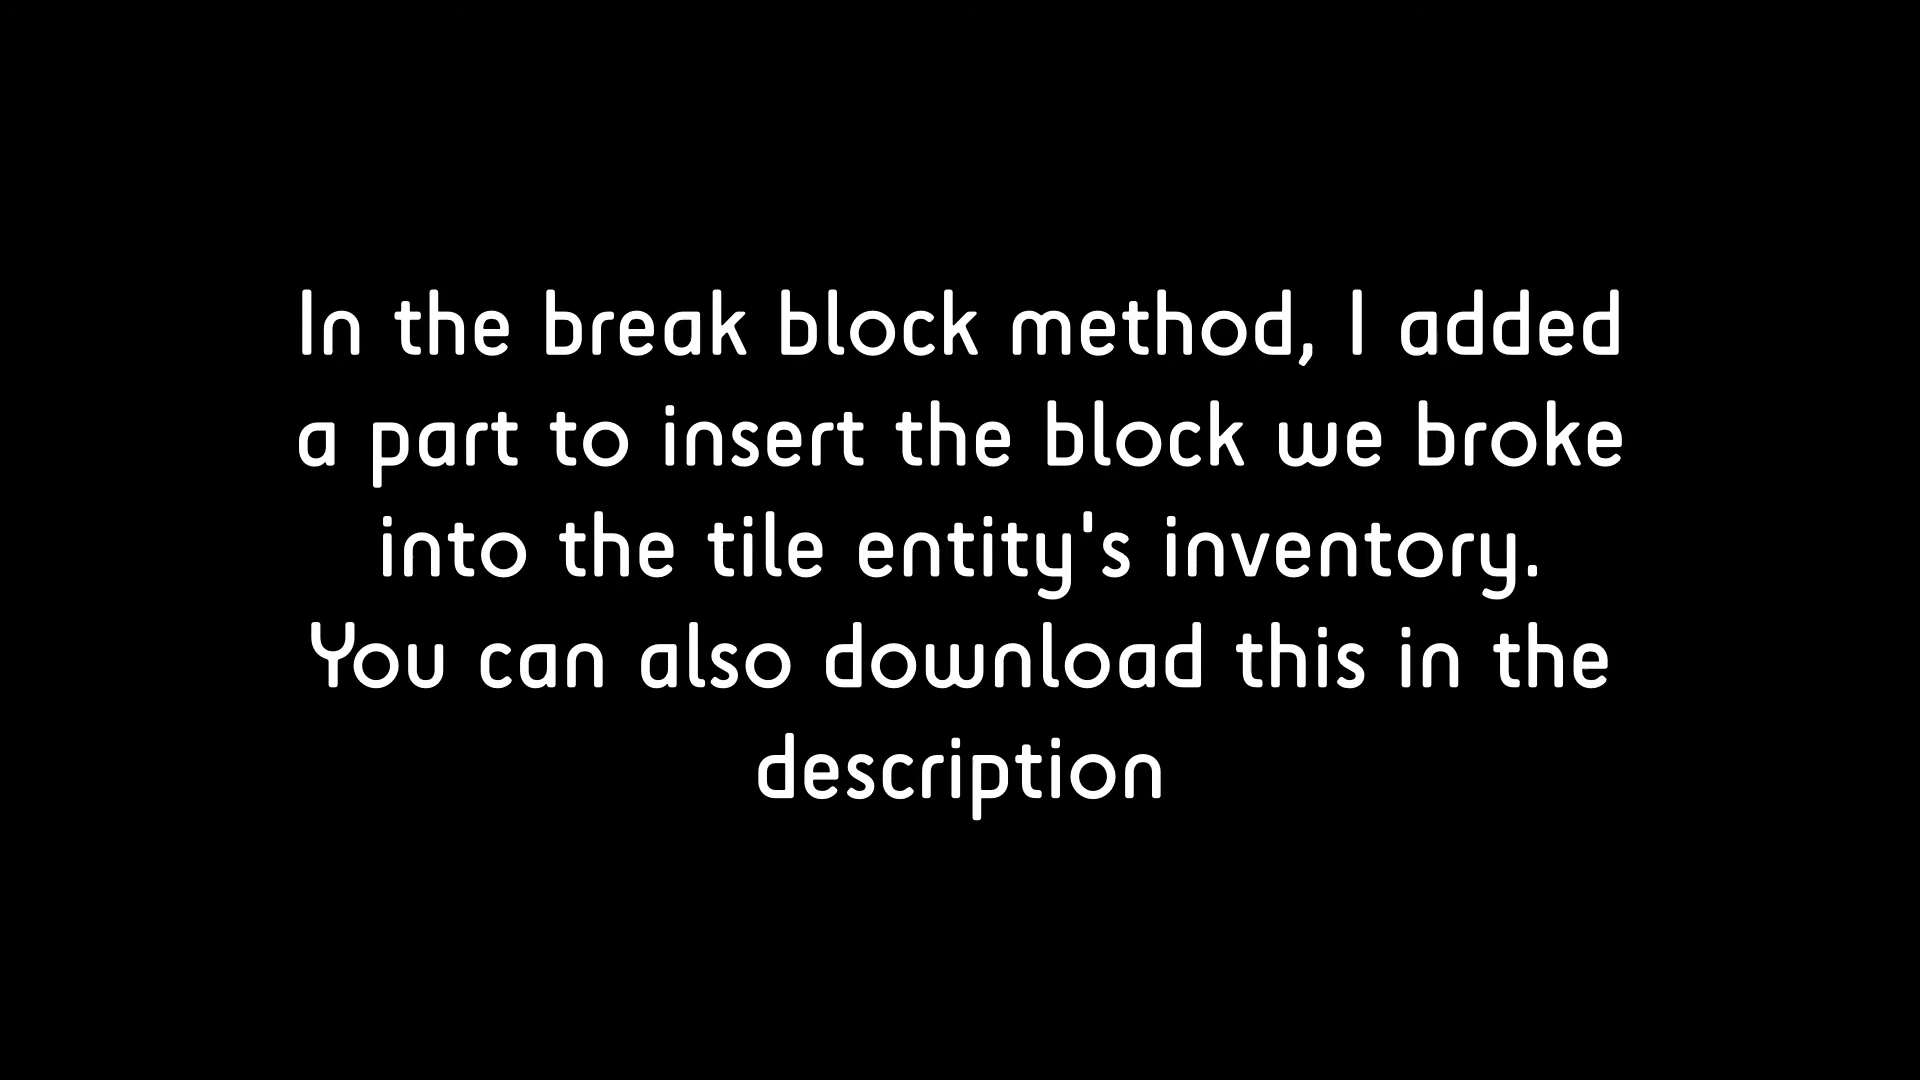 In the break block method, I added
a part to insert the block we broke
into the tile entity's inventory.
You can also download this in the
description